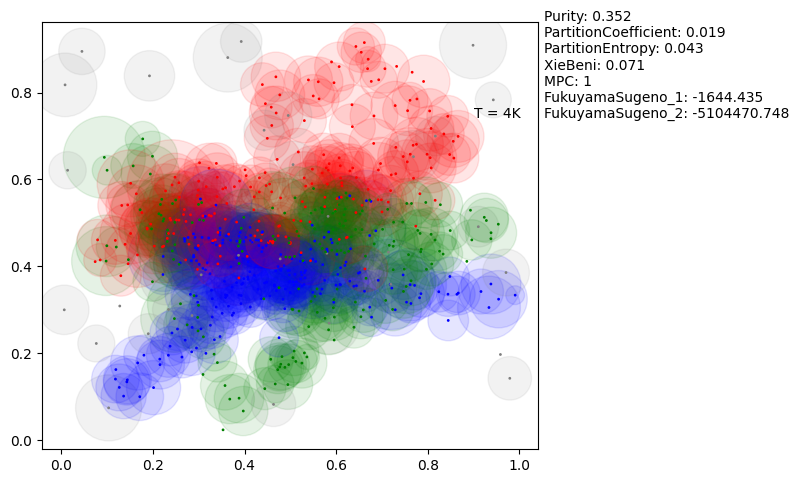 Purity: 0.352
PartitionCoefficient: 0.019
PartitionEntropy: 0.043
XieBeni: 0.071
MPC: 1
FukuyamaSugeno_1: -1644.435
FukuyamaSugeno_2: -5104470.748
T = 4K
0.8
0.6
0.4
0.2
0.0
0.0 0.2 0.4 0.6 0.8 1.0